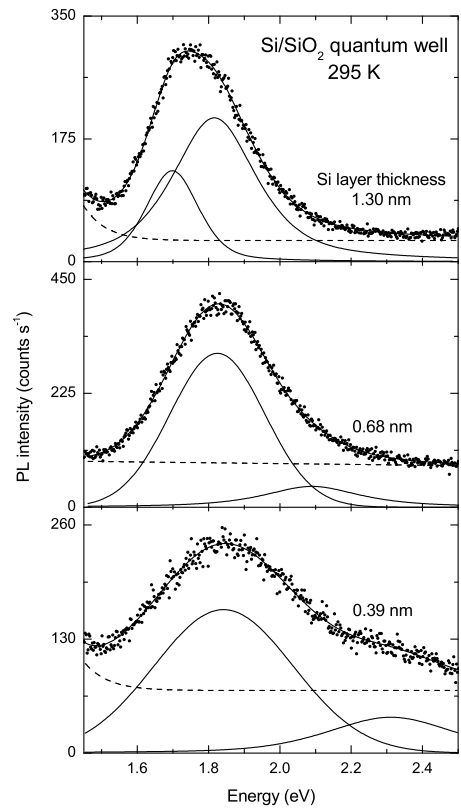 350
Si/SiO₂ quantum well
295 K
175
Si layer thickness
1.30 nm
0
450
PL intensity (counts s⁻¹)
225
0.68 nm
0
260
0.39 nm
130
0
1.6 1.8 2.0 2.2 2.4
Energy (eV)